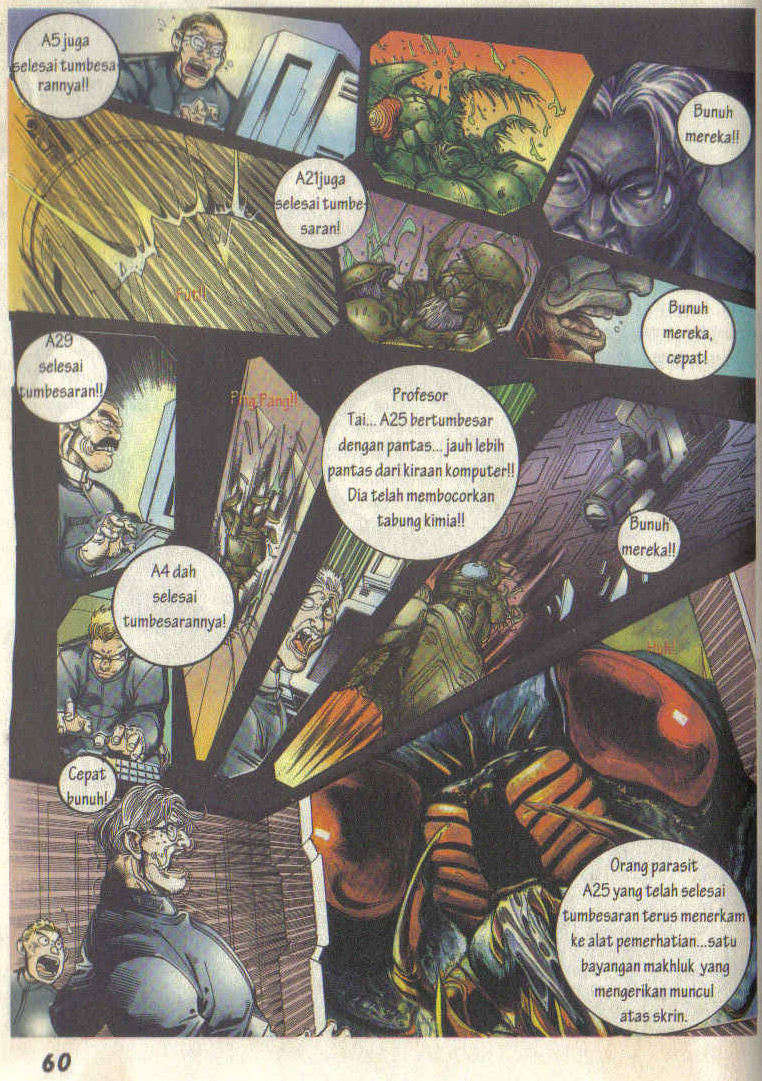 A5 juga
selesai tumbesa-
rannya!!
Bunuh
mereka!!
A21juga
selesai tumbe-
saran!
Bunuh
mereka,
cepat!
A29
selesai
tumbesaran!!
Ping Pang!!
Profesor
Tai... A25 bertumbesar
dengan pantas... jauh lebih
pantas dari kiraan komputer!!
Dia telah membocorkan
tabung kimia!!
Bunuh
mereka!!
A4 dah
selesai
tumbesarannya!
Cepat
bunuh!
Orang parasit
A25 yang telah selesai
tumbesaran terus menerkam
ke alat pemerhatian...satu
bayangan makhluk yang
mengerikan muncul
atas skrin.
60